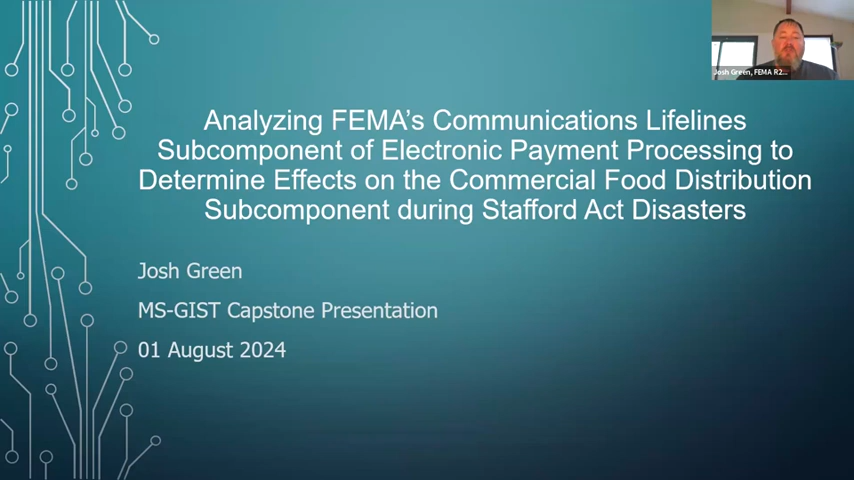 Josh Green, FEMA R2...
Analyzing FEMA's Communications Lifelines
Subcomponent of Electronic Payment Processing to
Determine Effects on the Commercial Food Distribution
Subcomponent during Stafford Act Disasters
Josh Green
MS-GIST Capstone Presentation
01 August 2024